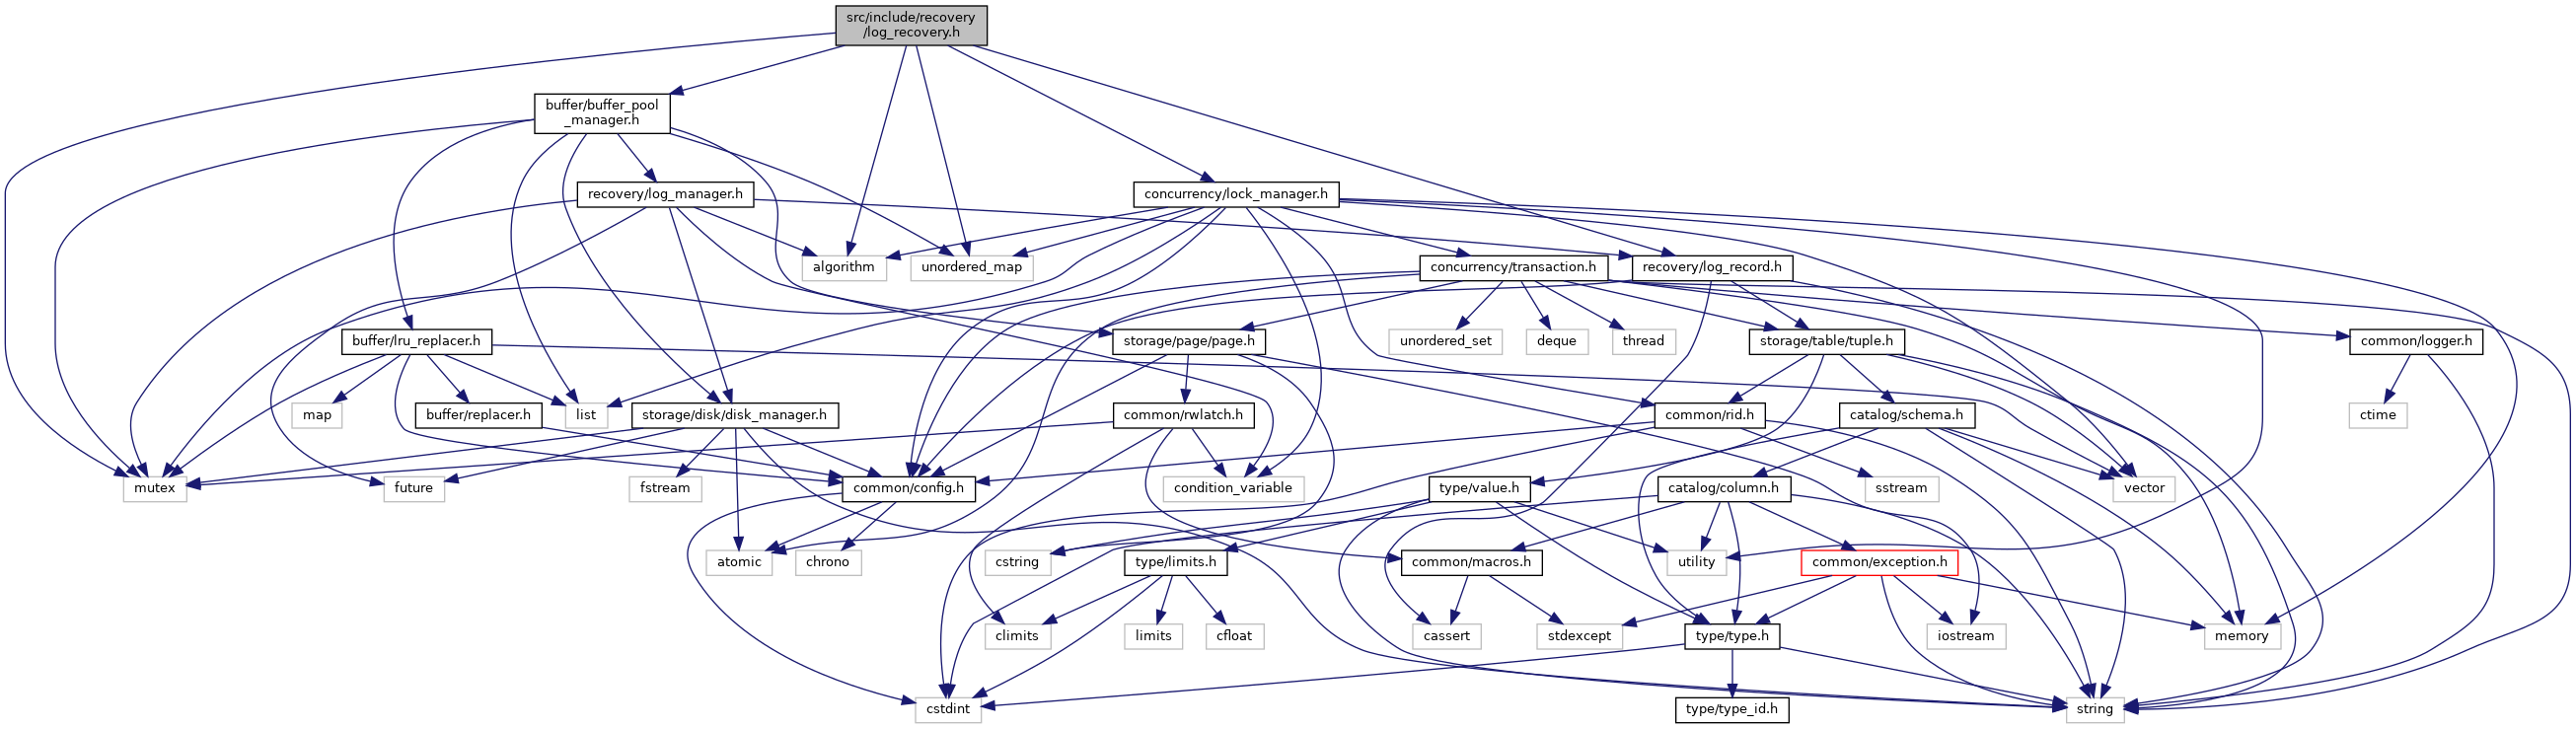 src/include/recovery
/log_recovery.h
buffer/buffer_pool
_manager.h
recovery/log_manager.h
concurrency/lock_manager.h
algorithm
unordered_map
concurrency/transaction.h
recovery/log_record.h
buffer/lru_replacer.h
storage/page/page.h
unordered_set
deque
thread
storage/table/tuple.h
common/logger.h
map
buffer/replacer.h
list
storage/disk/disk_manager.h
common/rwlatch.h
common/rid.h
catalog/schema.h
ctime
mutex
future
fstream
common/config.h
condition_variable
type/value.h
catalog/column.h
sstream
vector
atomic
chrono
cstring
type/limits.h
common/macros.h
utility
common/exception.h
climits
limits
cfloat
cassert
stdexcept
type/type.h
iostream
memory
cstdint
type/type_id.h
string